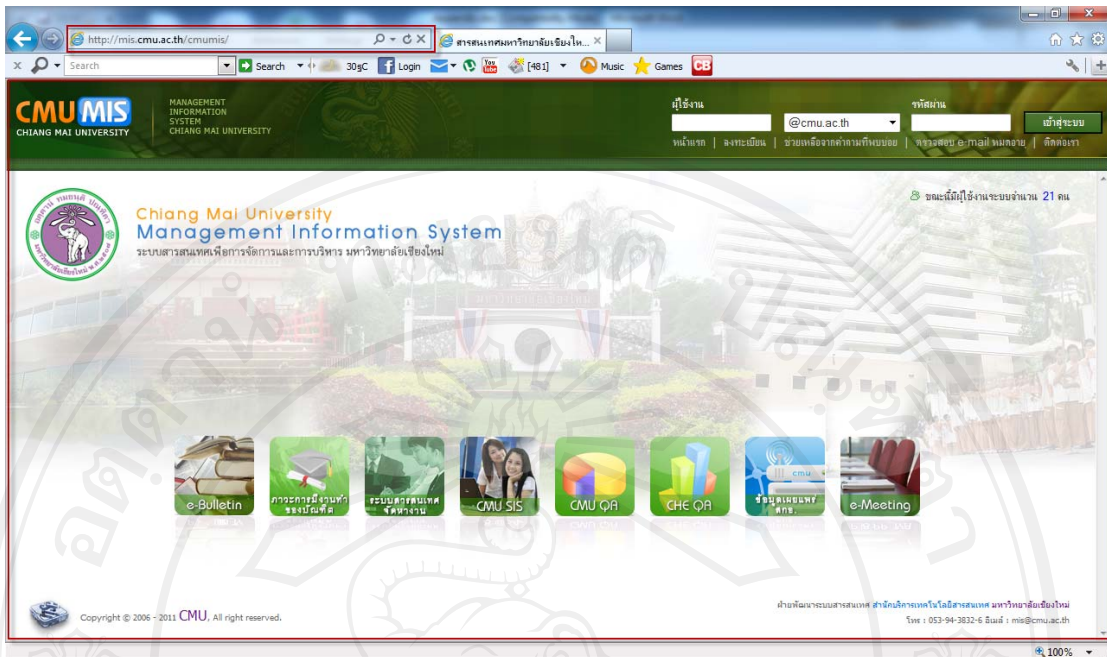 http://mis.cmu.ac.th/cmumis/
สารสนเทศมหาวิทยาลัยเชียงให...
Search
Search
30°C
Login
You Tube
[481]
Music
Games
CB
CMU MIS
CHIANG MAI UNIVERSITY
MANAGEMENT
INFORMATION
SYSTEM
CHIANG MAI UNIVERSITY
ผู้ใช้งาน
รหัสผ่าน
@cmu.ac.th
เข้าสู่ระบบ
หน้าแรก | ลงทะเบียน | ช่วยเหลือจากคำถามที่พบบ่อย | ตรวจสอบ e-mail หมดอายุ | ติดต่อเรา
ขณะนี้มีผู้ใช้งานระบบจำนวน 21 คน
Chiang Mai University
Management Information System
ระบบสารสนเทศเพื่อการจัดการและการบริหาร มหาวิทยาลัยเชียงใหม่
e-Bulletin
ภาวะการมีงานทำ
ของบัณฑิต
ระบบสารสนเทศ
จัดหางาน
CMU SIS
CMU QA
CHE QA
cmu
ข้อมูลเผยแพร่
สกอ.
e-Meeting
Copyright © 2006 - 2011 CMU, All right reserved.
ฝ่ายพัฒนาระบบสารสนเทศ สำนักบริการเทคโนโลยีสารสนเทศ มหาวิทยาลัยเชียงใหม่
โทร : 053-94-3832-6 อีเมล์ : mis@cmu.ac.th
100%